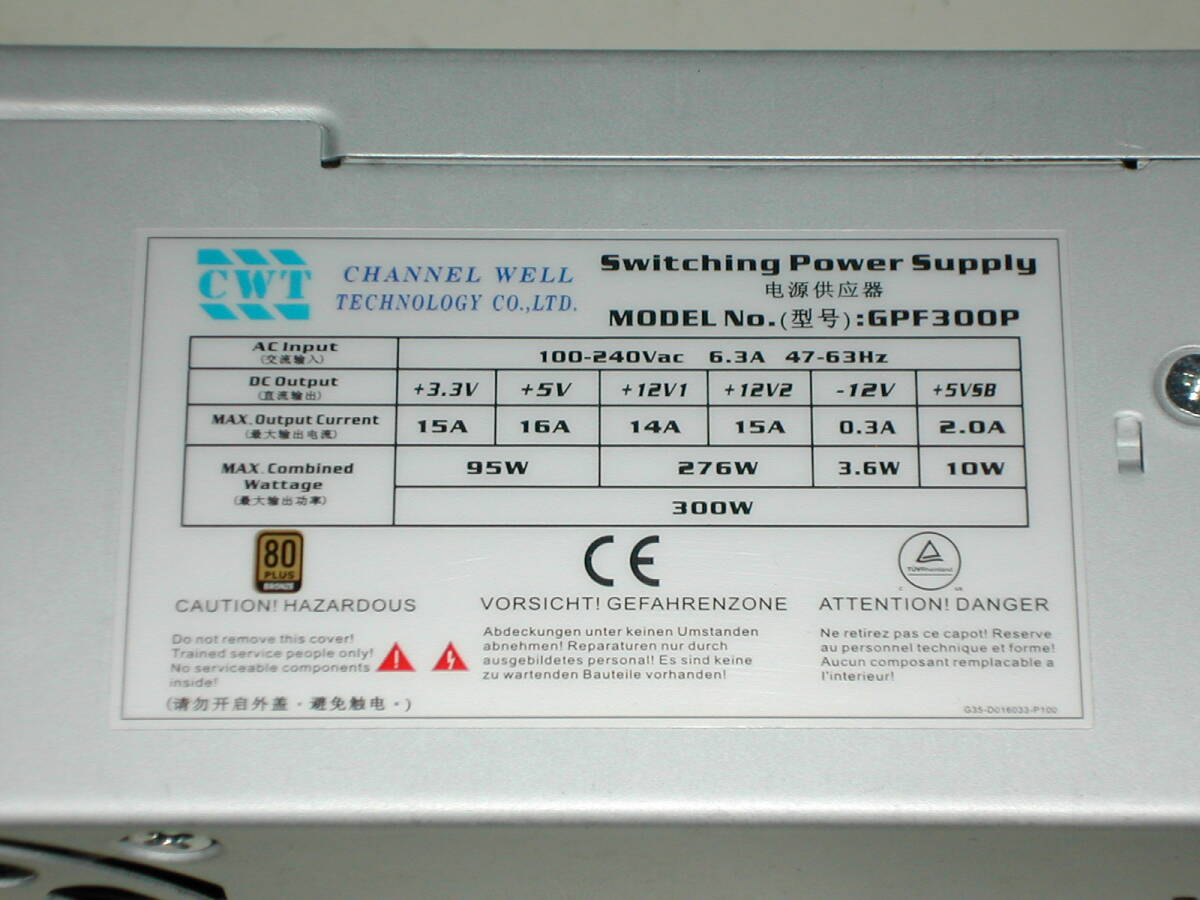 CWT
CHANNEL WELL
TECHNOLOGY CO.,LTD.
Switching Power Supply
电源供应器
MODEL No.(型号):GPF300P
AC Input
(交流输入)
100-240Vac 6.3A 47-63Hz
DC Output
(直流输出)
+3.3V +5V +12V1 +12V2 -12V +5VSB
MAX. Output Current
(最大输出电流)
15A 16A 14A 15A 0.3A 2.0A
MAX. Combined
Wattage
(最大输出功率)
95W 276W 3.6W 10W
300W
80
PLUS
BRONZE
CE
TÜVRheinland
C US
CAUTION! HAZARDOUS
Do not remove this cover!
Trained service people only!
No serviceable components
inside!
(请勿开启外盖。避免触电。)
VORSICHT! GEFAHRENZONE
Abdeckungen unter keinen Umstanden
abnehmen! Reparaturen nur durch
ausgebildetes personal! Es sind keine
zu wartenden Bauteile vorhanden!
ATTENTION! DANGER
Ne retirez pas ce capot! Reserve
au personnel technique et forme!
Aucun composant remplacable a
l'interieur!
G35-D016033-P100